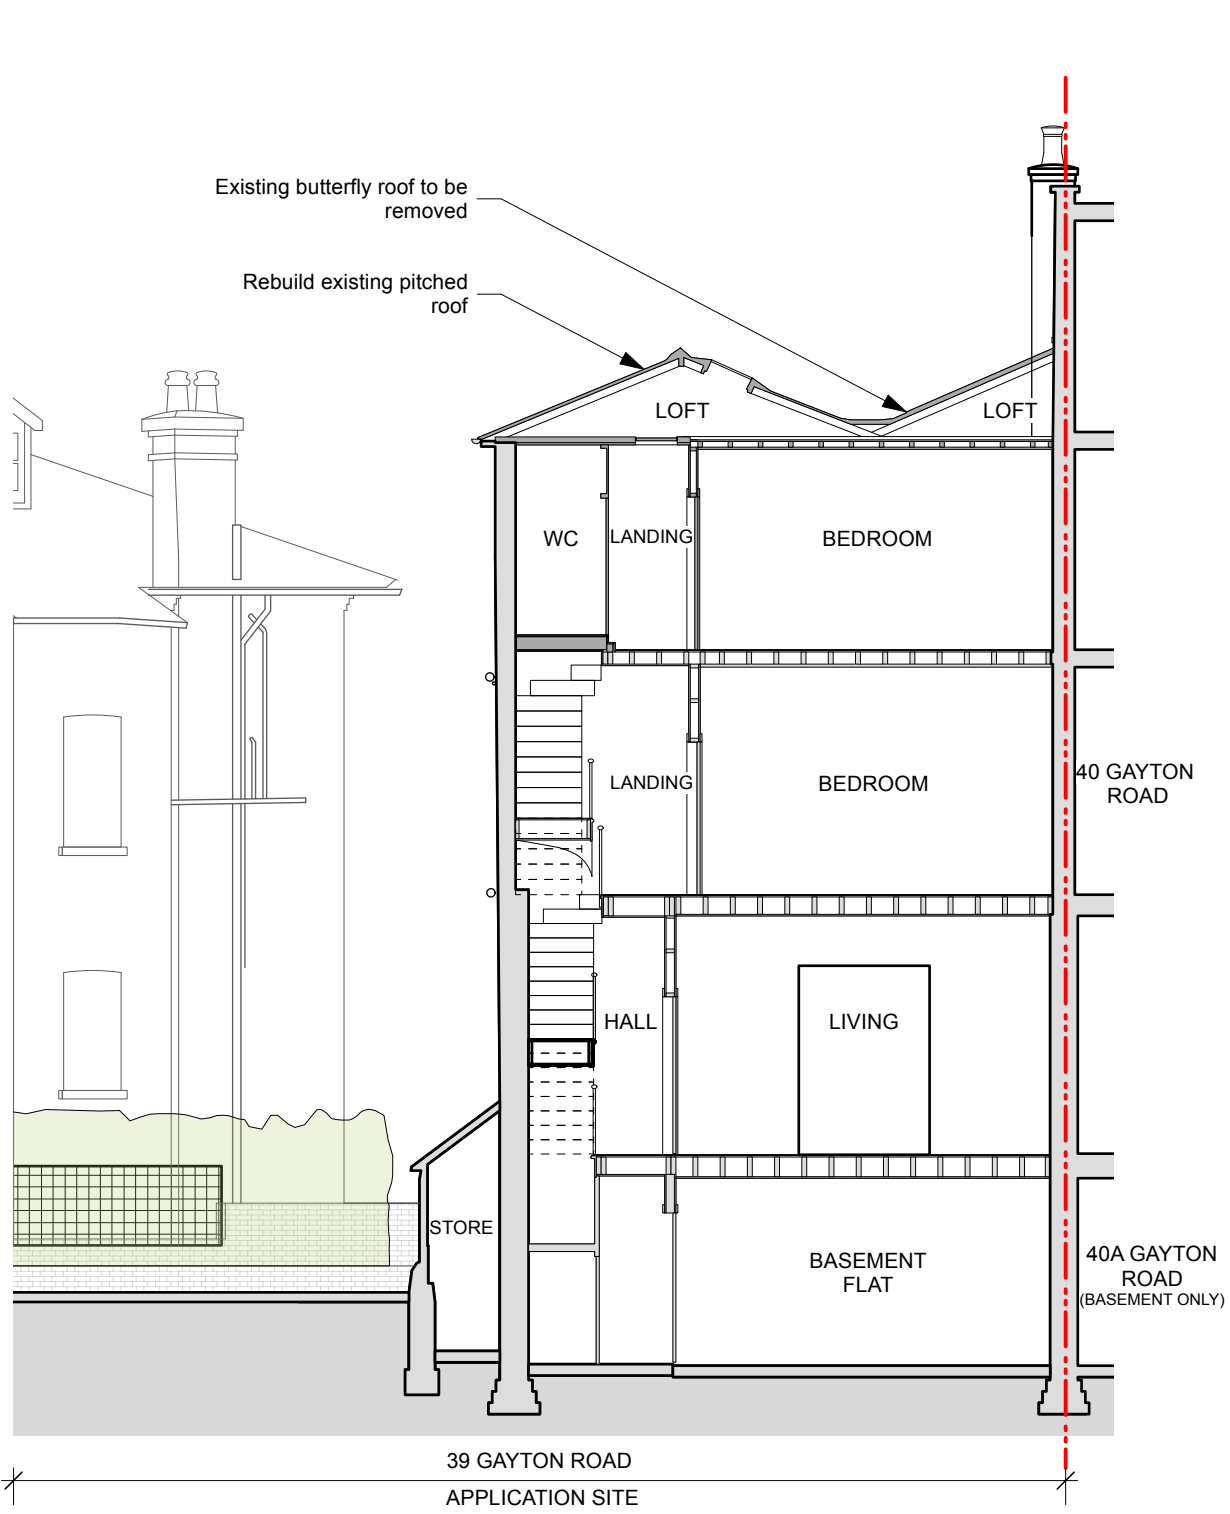 Existing butterfly roof to be
removed
Rebuild existing pitched
roof
LOFT
LOFT
WC
LANDING
BEDROOM
LANDING
BEDROOM
40 GAYTON
ROAD
HALL
LIVING
STORE
BASEMENT
FLAT
40A GAYTON
ROAD
(BASEMENT ONLY)
39 GAYTON ROAD
APPLICATION SITE